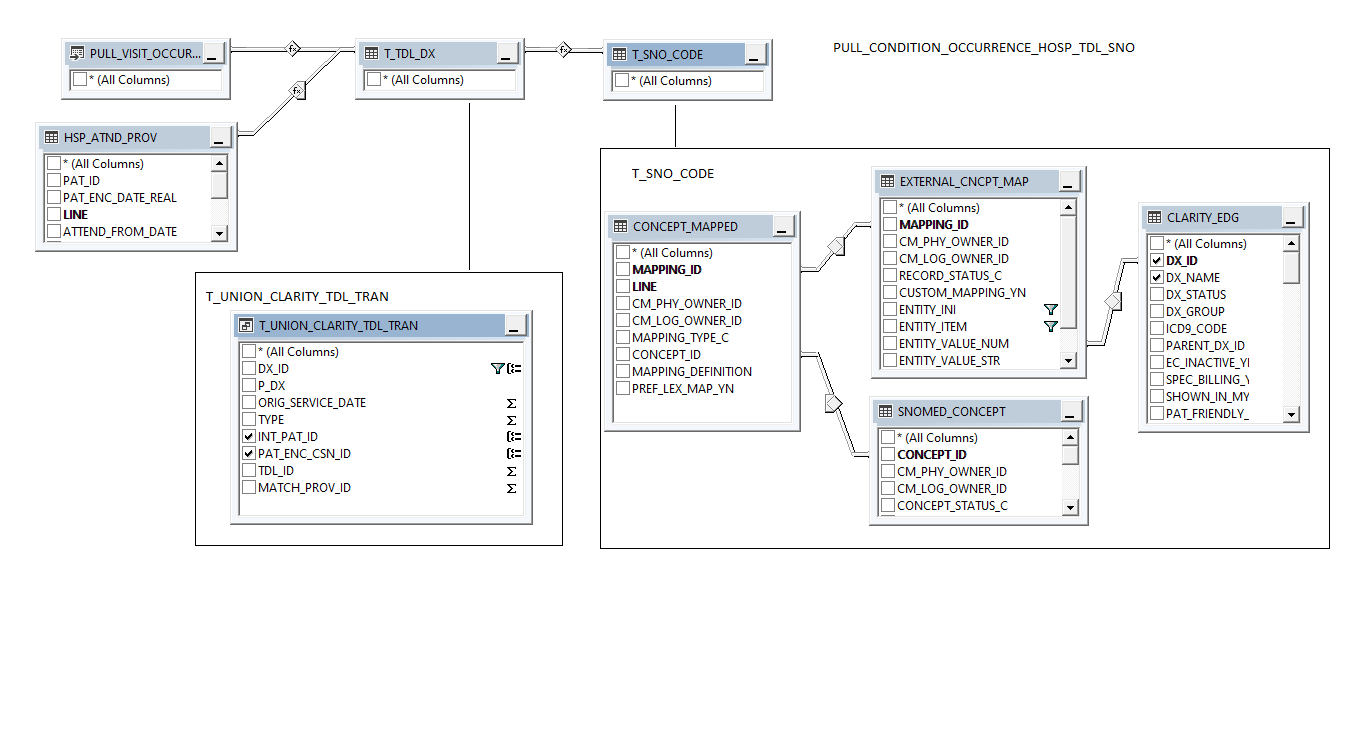 PULL_VISIT_OCCUR...
* (All Columns)
T_TDL_DX
* (All Columns)
T_SNO_CODE
* (All Columns)
PULL_CONDITION_OCCURRENCE_HOSP_TDL_SNO
HSP_ATND_PROV
* (All Columns)
PAT_ID
PAT_ENC_DATE_REAL
LINE
ATTEND_FROM_DATE
T_UNION_CLARITY_TDL_TRAN
T_UNION_CLARITY_TDL_TRAN
* (All Columns)
DX_ID
P_DX
ORIG_SERVICE_DATE
TYPE
INT_PAT_ID
PAT_ENC_CSN_ID
TDL_ID
MATCH_PROV_ID
T_SNO_CODE
CONCEPT_MAPPED
* (All Columns)
MAPPING_ID
LINE
CM_PHY_OWNER_ID
CM_LOG_OWNER_ID
MAPPING_TYPE_C
CONCEPT_ID
MAPPING_DEFINITION
PREF_LEX_MAP_YN
EXTERNAL_CNCPT_MAP
* (All Columns)
MAPPING_ID
CM_PHY_OWNER_ID
CM_LOG_OWNER_ID
RECORD_STATUS_C
CUSTOM_MAPPING_YN
ENTITY_INI
ENTITY_ITEM
ENTITY_VALUE_NUM
ENTITY_VALUE_STR
SNOMED_CONCEPT
* (All Columns)
CONCEPT_ID
CM_PHY_OWNER_ID
CM_LOG_OWNER_ID
CONCEPT_STATUS_C
CLARITY_EDG
* (All Columns)
DX_ID
DX_NAME
DX_STATUS
DX_GROUP
ICD9_CODE
PARENT_DX_ID
EC_INACTIVE_YI
SPEC_BILLING_Y
SHOWN_IN_MY
PAT_FRIENDLY_